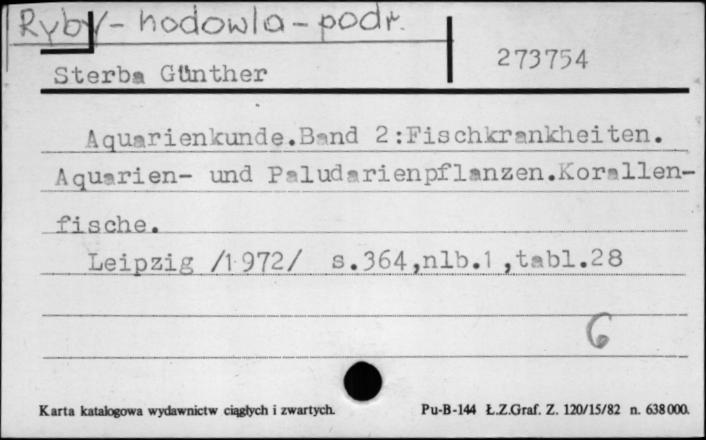 Ryby - hodowla - podr.
Sterba Günther
273754
Aquarienkunde.Band 2:Fischkrankheiten.
Aquarien- und Paludarienpflanzen.Korallen-
fische.
Leipzig /1972/ s.364,nlb.1,tabl.28
6
Karta katalogowa wydawnictw ciągłych i zwartych.
Pu-B-144 Ł.Z.Graf. Z. 120/15/82 n. 638000.